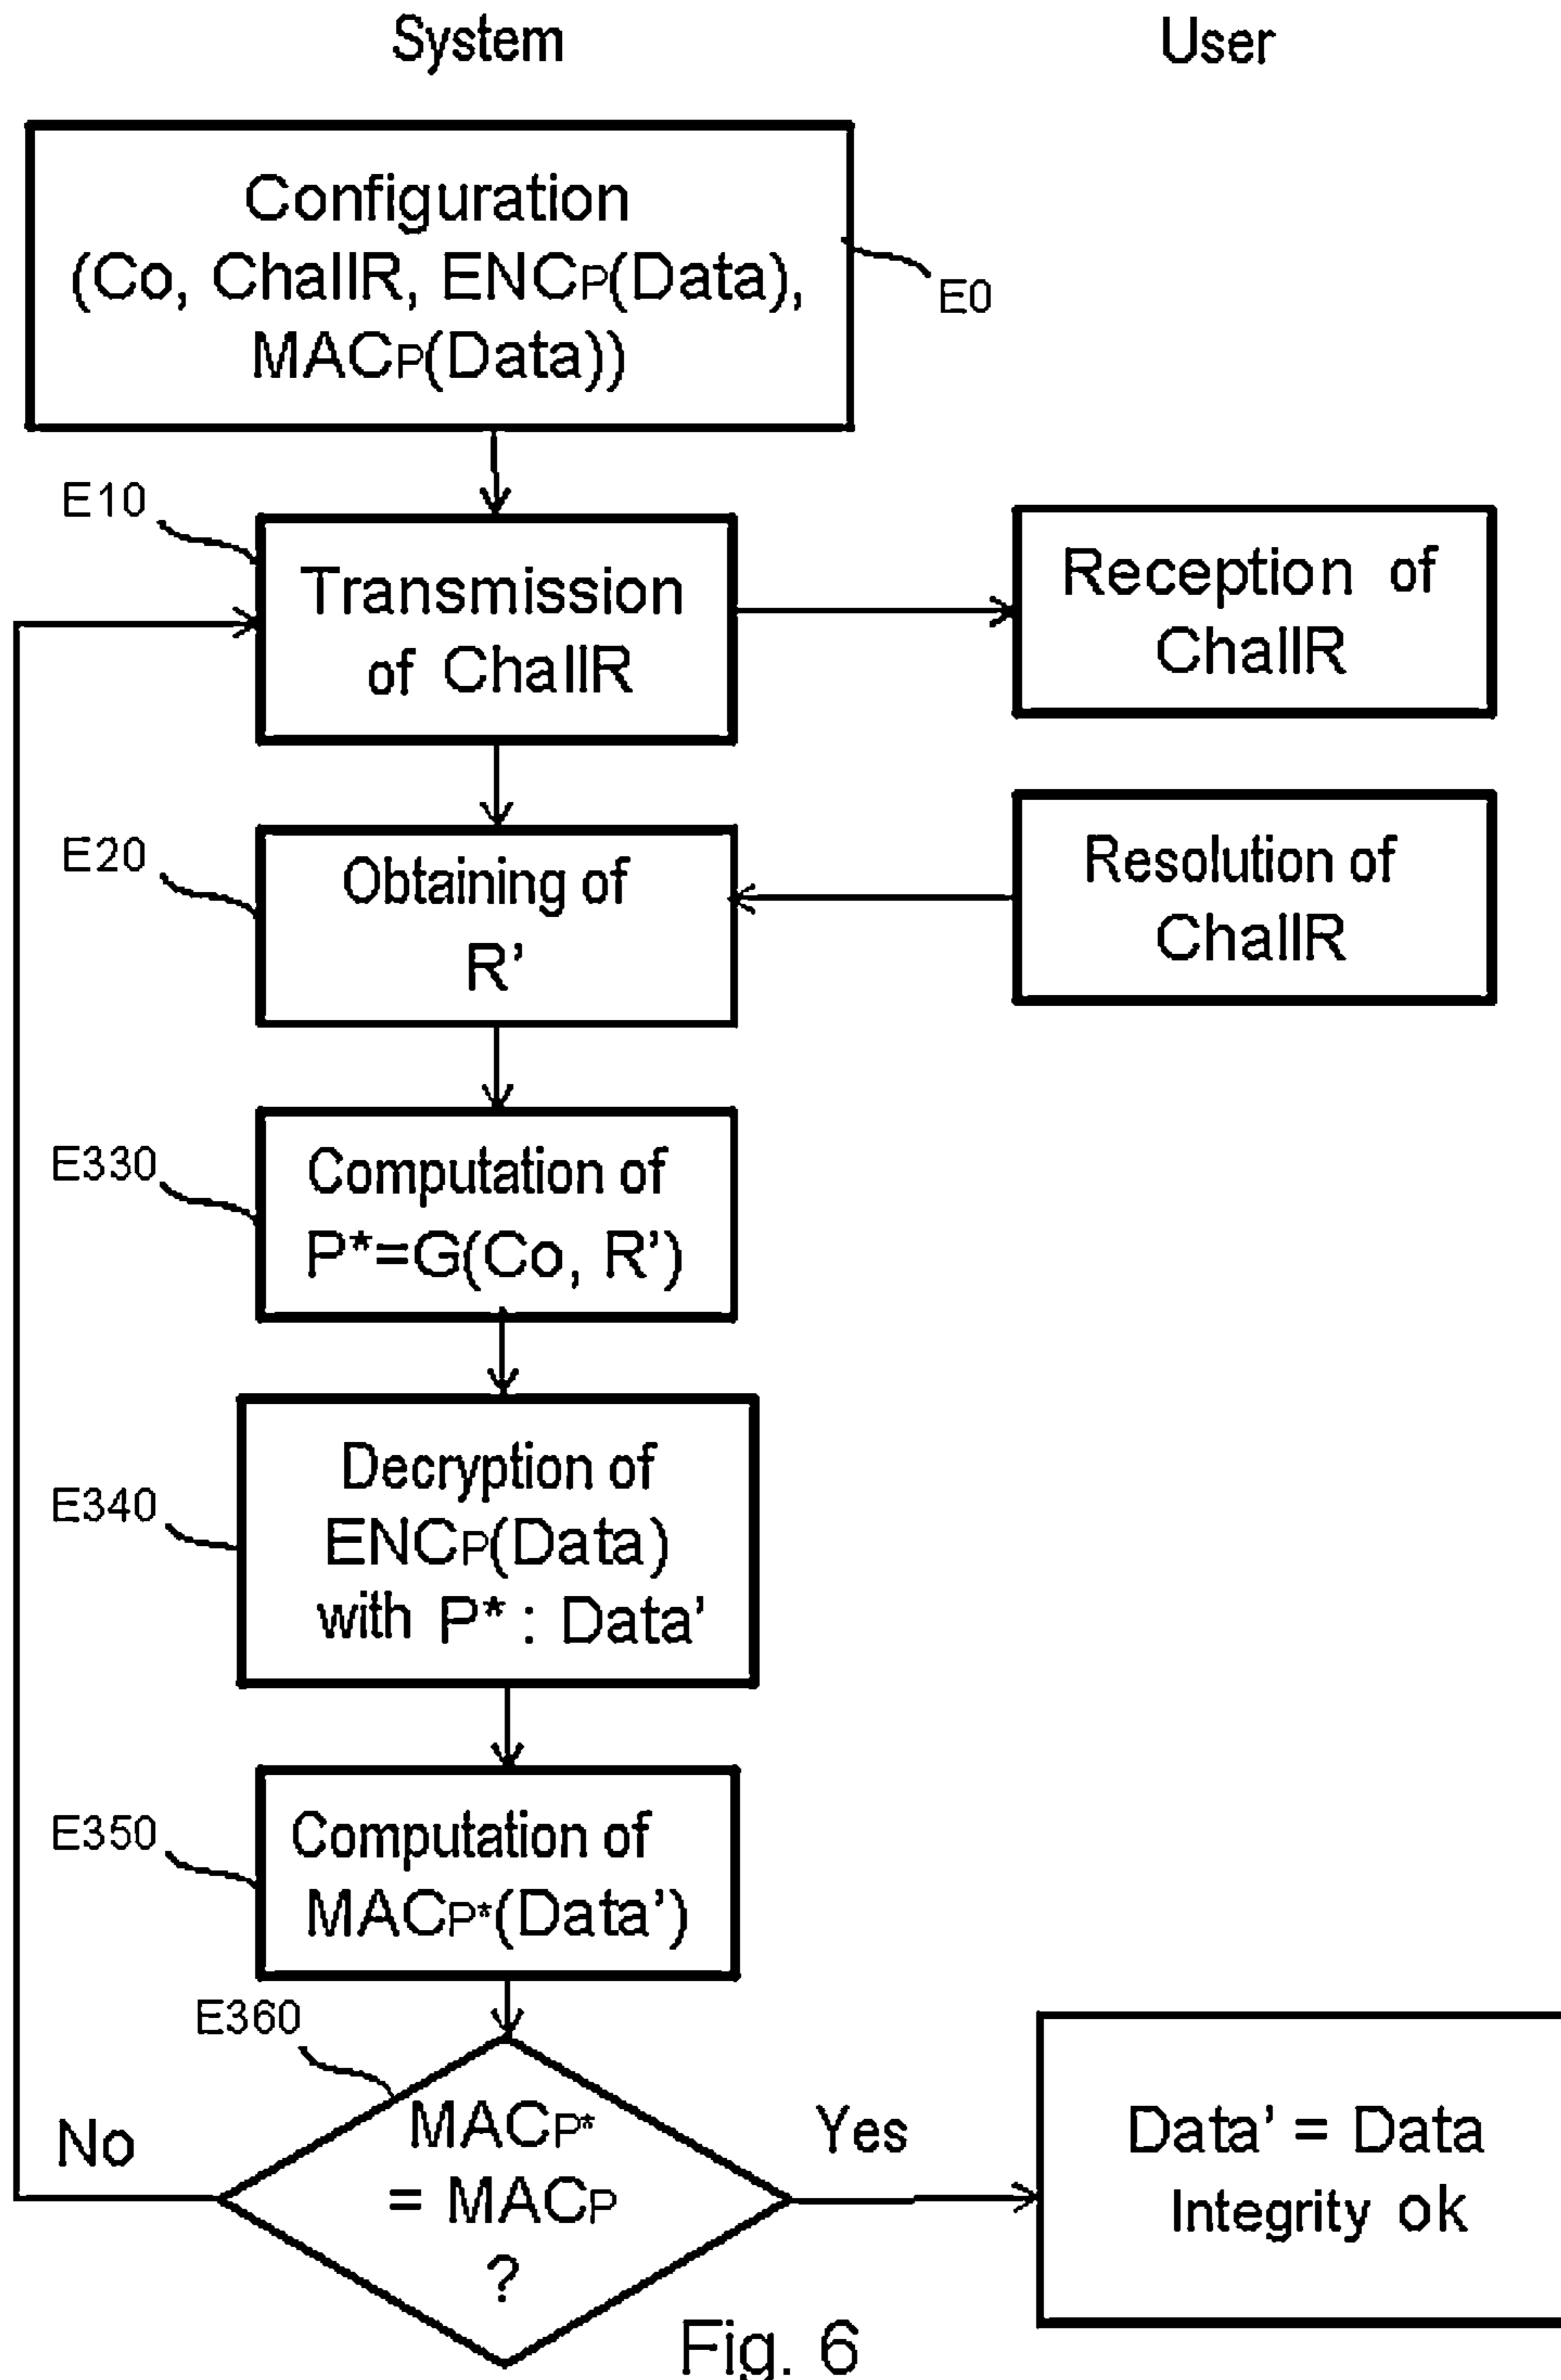 System
User
Configuration
(Co, ChallR, ENCP(Data),
MACP(Data))
E0
E10
Transmission
of ChallR
Reception of
ChallR
E20
Obtaining of
R'
Resolution of
ChallR
E330
Computation of
P*=G(Co, R')
E340
Decryption of
ENCP(Data)
with P* : Data'
E350
Computation of
MACP*(Data')
E360
MACP*
= MACP
?
No
Yes
Data' = Data
Integrity ok
Fig. 6